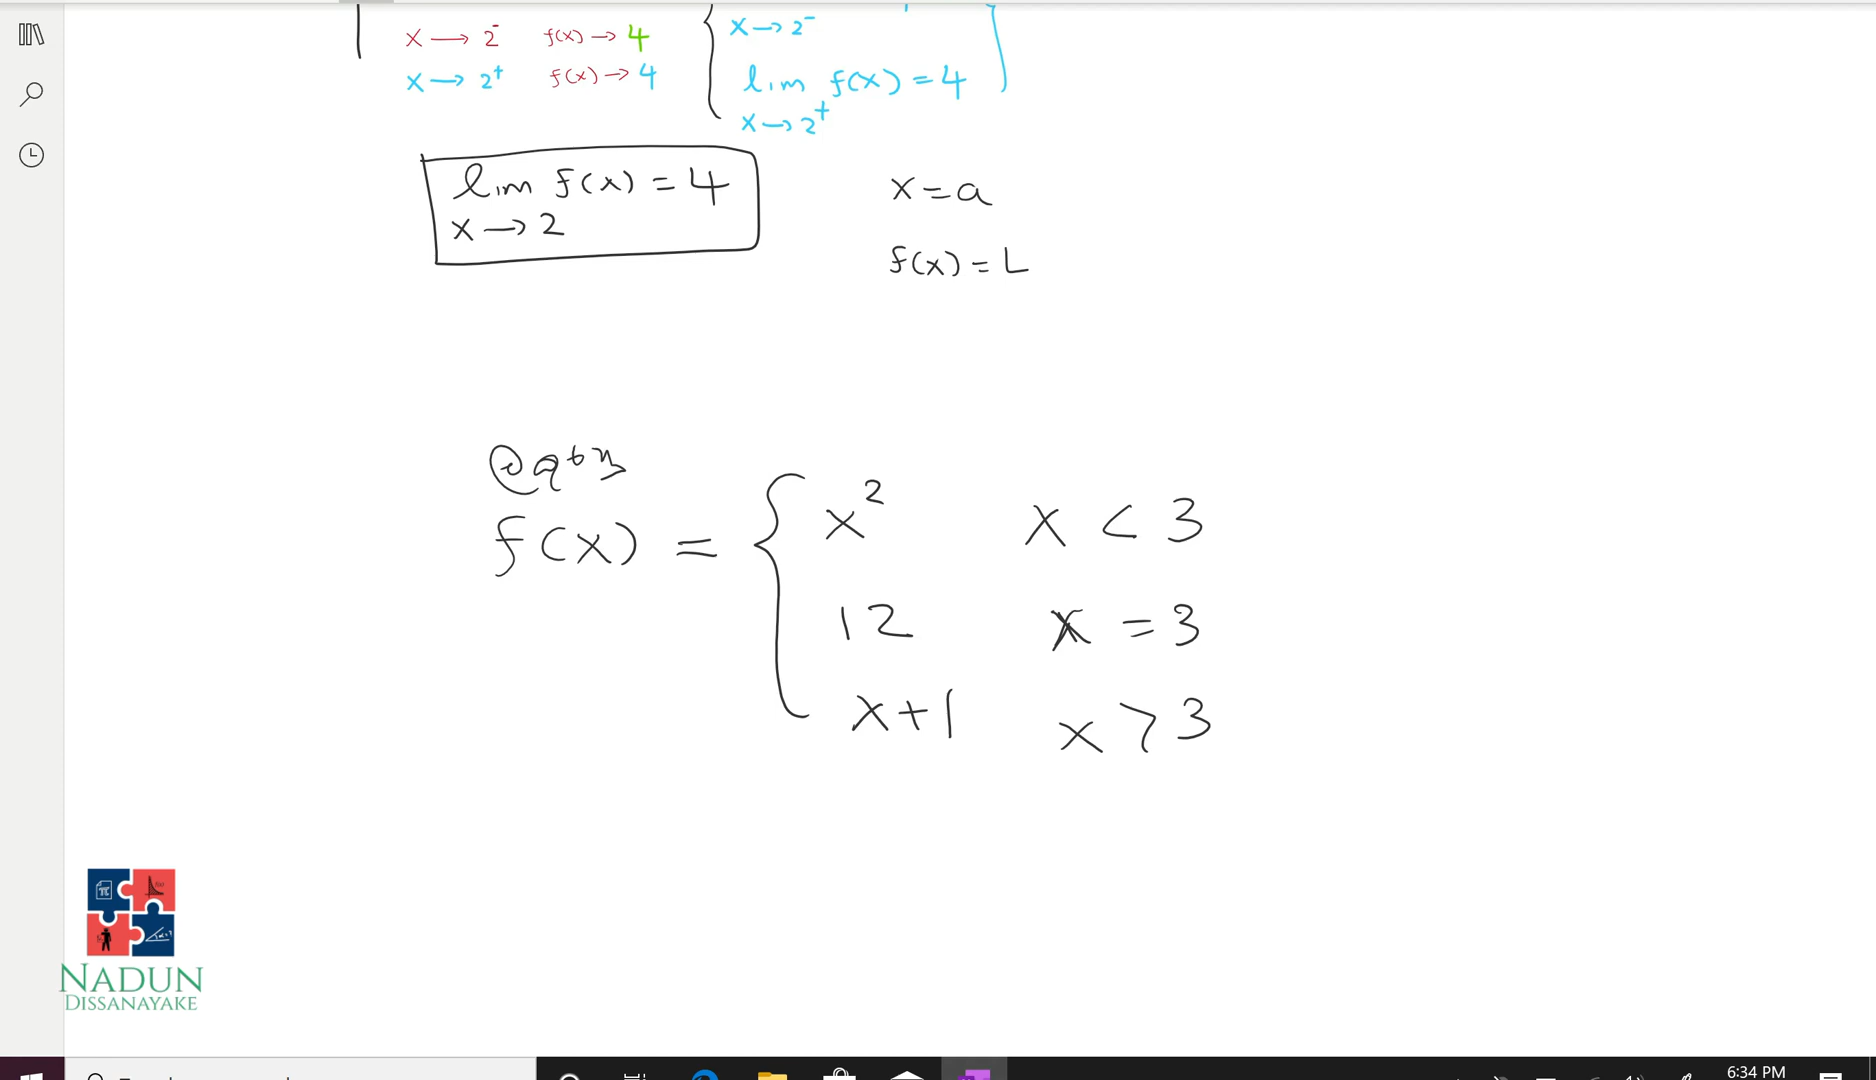 x → 2⁻ f(x) → 4
x → 2⁺ f(x) → 4
x → 2⁻
lim f(x) = 4
x → 2⁺
lim f(x) = 4
x → 2
x = a
f(x) = L
f(x) = { x² x < 3
12 x = 3
x+1 x > 3
NADUN
DISSANAYAKE
6:34 PM